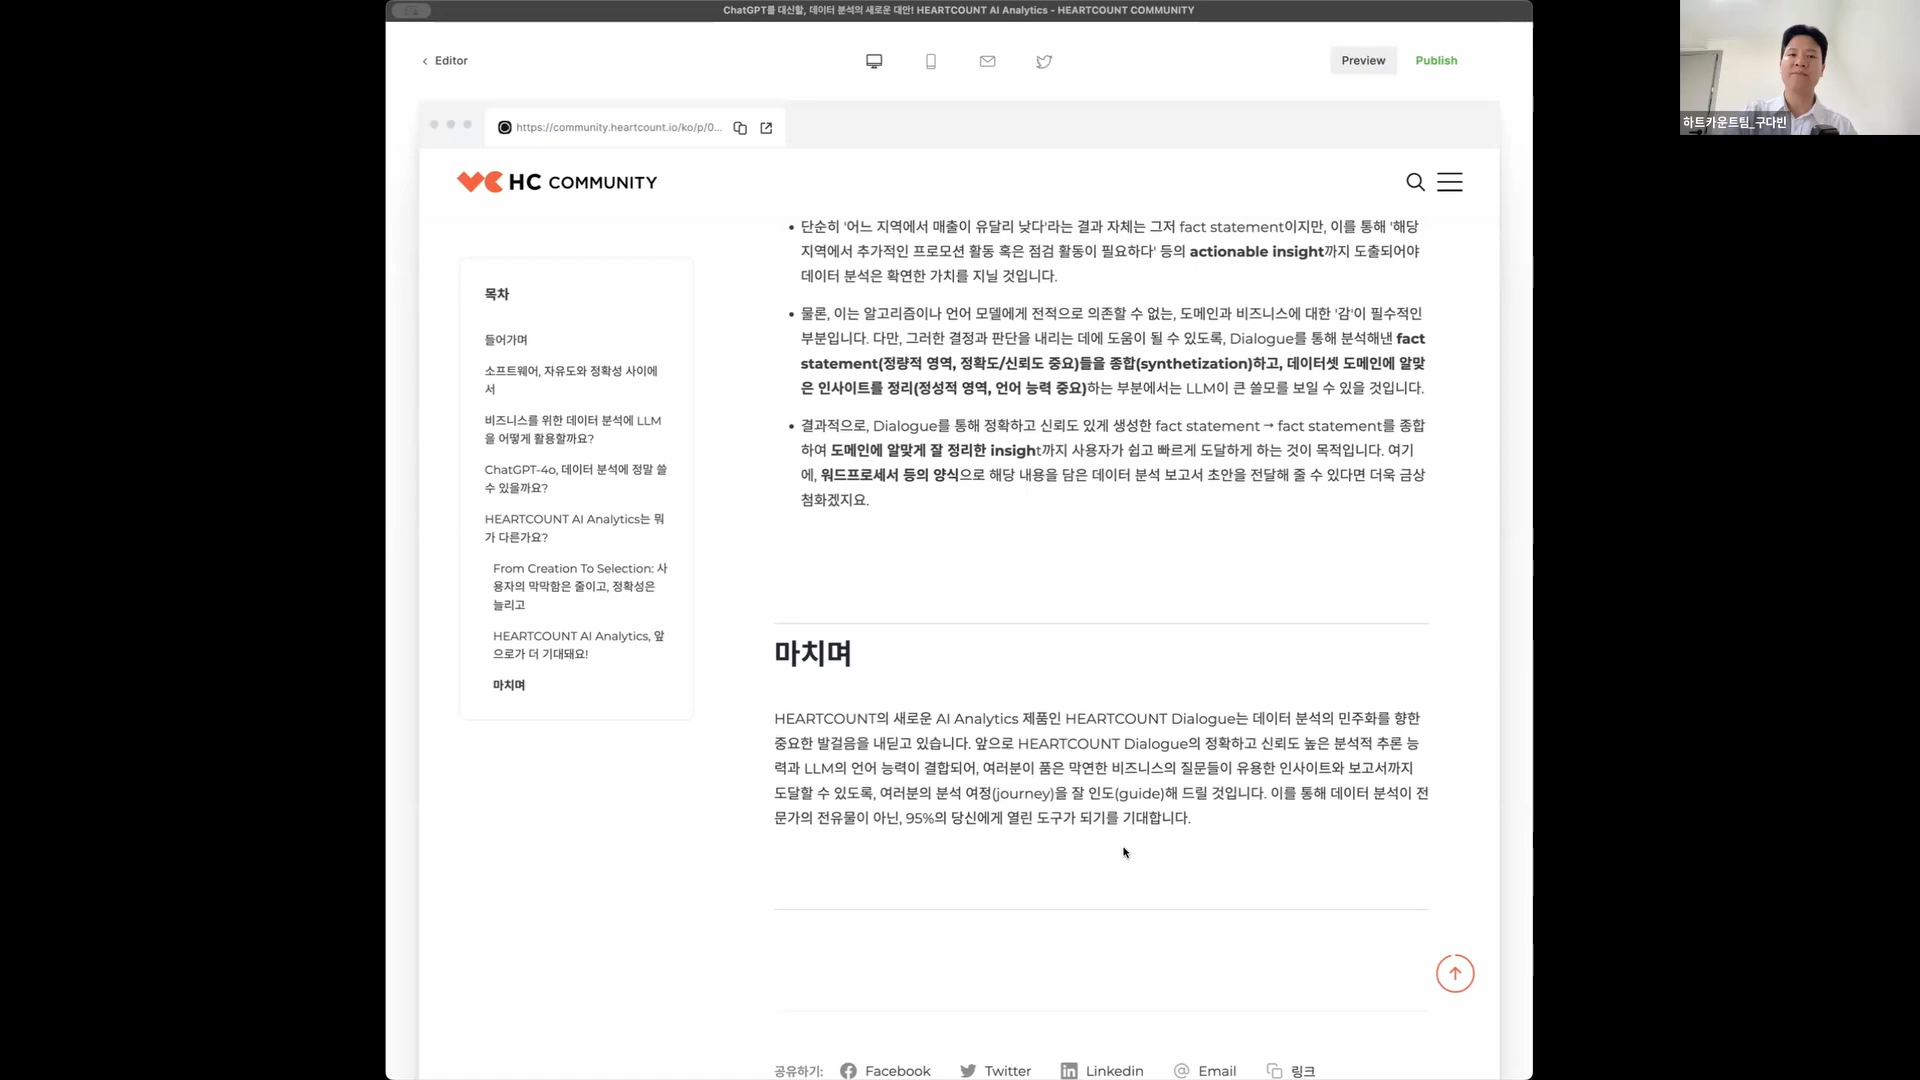 ChatGPT를 대신할, 데이터 분석의 새로운 대안! HEARTCOUNT AI Analytics - HEARTCOUNT COMMUNITY
Editor
Preview
Publish
https://community.heartcount.io/ko/p/0...
HC COMMUNITY
하트카운트팀_구다빈
목차
들어가며
소프트웨어, 자유도와 정확성 사이에
서
비즈니스를 위한 데이터 분석에 LLM
을 어떻게 활용할까요?
ChatGPT-4o, 데이터 분석에 정말 쓸
수 있을까요?
HEARTCOUNT AI Analytics는 뭐
가 다른가요?
From Creation To Selection: 사
용자의 막막함은 줄이고, 정확성은
늘리고
HEARTCOUNT AI Analytics, 앞
으로가 더 기대돼요!
마치며
• 단순히 '어느 지역에서 매출이 유달리 낮다'라는 결과 자체는 그저 fact statement이지만, 이를 통해 '해당
지역에서 추가적인 프로모션 활동 혹은 점검 활동이 필요하다' 등의 actionable insight까지 도출되어야
데이터 분석은 확연한 가치를 지닐 것입니다.
• 물론, 이는 알고리즘이나 언어 모델에게 전적으로 의존할 수 없는, 도메인과 비즈니스에 대한 '감'이 필수적인
부분입니다. 다만, 그러한 결정과 판단을 내리는 데에 도움이 될 수 있도록, Dialogue를 통해 분석해낸 fact
statement(정량적 영역, 정확도/신뢰도 중요)들을 종합(synthetization)하고, 데이터셋 도메인에 알맞
은 인사이트를 정리(정성적 영역, 언어 능력 중요)하는 부분에서는 LLM이 큰 쓸모를 보일 수 있을 것입니다.
• 결과적으로, Dialogue를 통해 정확하고 신뢰도 있게 생성한 fact statement → fact statement를 종합
하여 도메인에 알맞게 잘 정리한 insight까지 사용자가 쉽고 빠르게 도달하게 하는 것이 목적입니다. 여기
에, 워드프로세서 등의 양식으로 해당 내용을 담은 데이터 분석 보고서 초안을 전달해 줄 수 있다면 더욱 금상
첨화겠지요.
마치며
HEARTCOUNT의 새로운 AI Analytics 제품인 HEARTCOUNT Dialogue는 데이터 분석의 민주화를 향한
중요한 발걸음을 내딛고 있습니다. 앞으로 HEARTCOUNT Dialogue의 정확하고 신뢰도 높은 분석적 추론 능
력과 LLM의 언어 능력이 결합되어, 여러분이 품은 막연한 비즈니스의 질문들이 유용한 인사이트와 보고서까지
도달할 수 있도록, 여러분의 분석 여정(journey)을 잘 인도(guide)해 드릴 것입니다. 이를 통해 데이터 분석이 전
문가의 전유물이 아닌, 95%의 당신에게 열린 도구가 되기를 기대합니다.
공유하기: Facebook Twitter Linkedin Email 링크